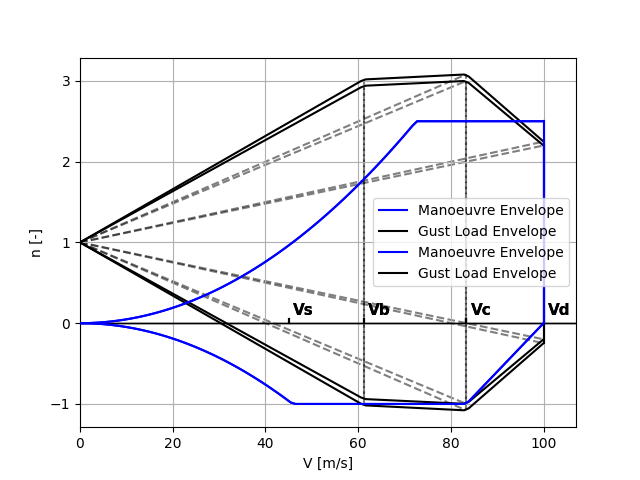 3
2
1
0
−1
n [-]
Manoeuvre Envelope
Gust Load Envelope
Manoeuvre Envelope
Gust Load Envelope
Vs Vb Vc Vd
0 20 40 60 80 100
V [m/s]